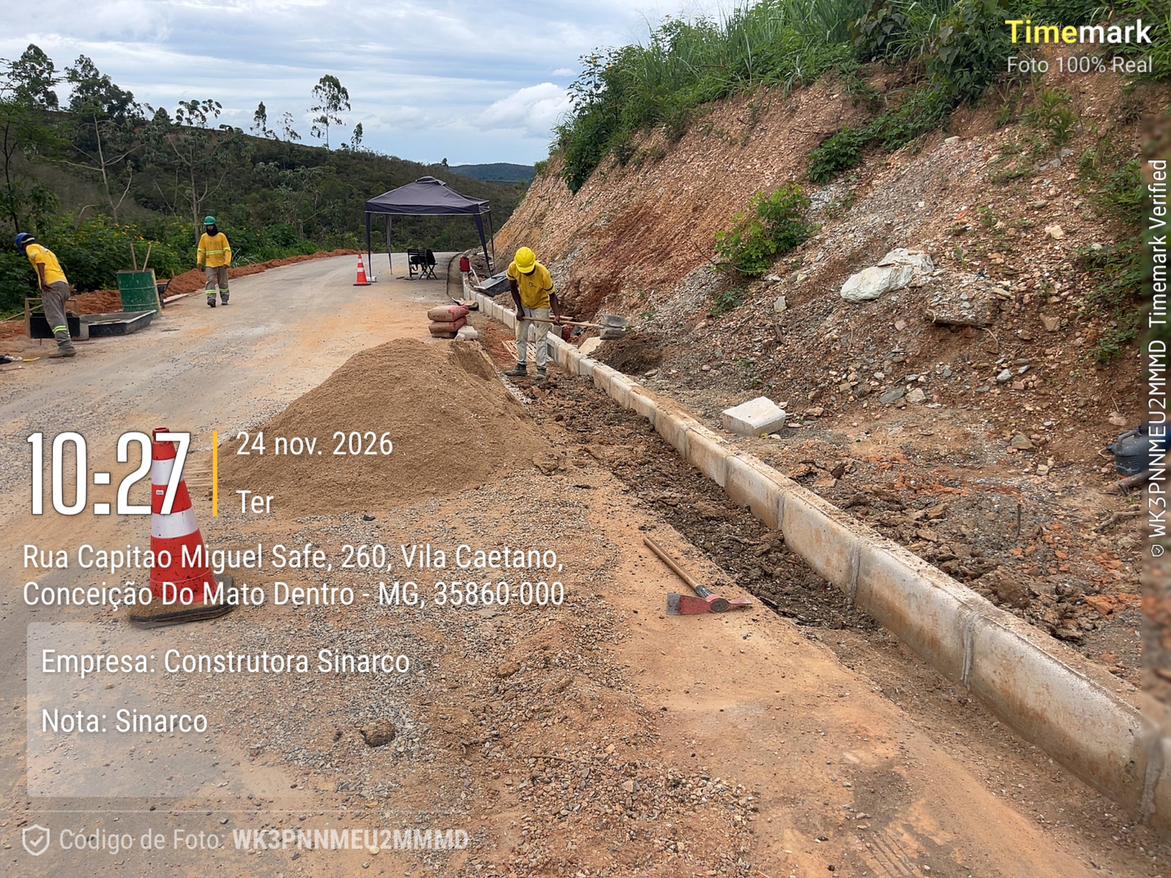 Timemark
Foto 100% Real
10:27
24 nov. 2026
Ter
Rua Capitao Miguel Safe, 260, Vila Caetano,
Conceição Do Mato Dentro - MG, 35860-000
Empresa: Construtora Sinarco
Nota: Sinarco
Código de Foto: WK3PNNMEU2MMMD
WK3PNNMEU2MMMD Timemark Verified